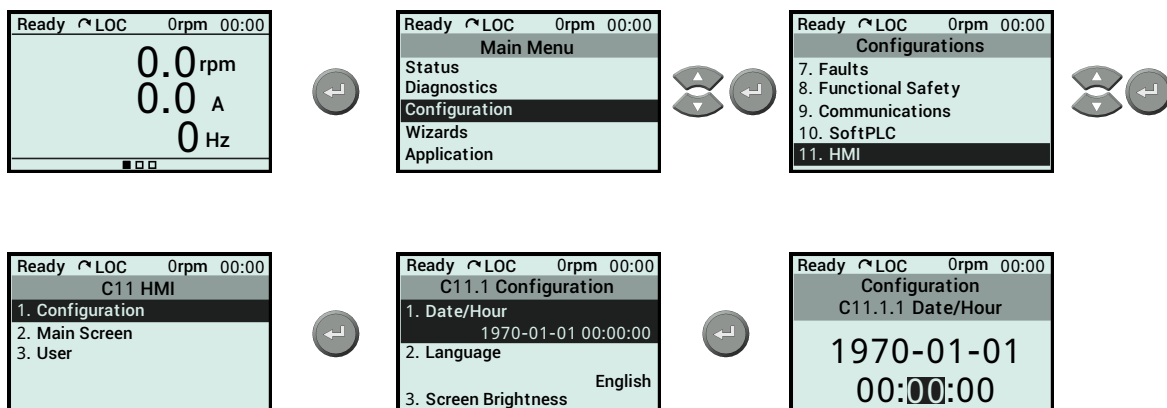 Ready LOC 0rpm 00:00
0.0 rpm
0.0 A
0 Hz
Ready LOC 0rpm 00:00
Main Menu
Status
Diagnostics
Configuration
Wizards
Application
Ready LOC 0rpm 00:00
Configurations
7. Faults
8. Functional Safety
9. Communications
10. SoftPLC
11. HMI
Ready LOC 0rpm 00:00
C11 HMI
1. Configuration
2. Main Screen
3. User
Ready LOC 0rpm 00:00
C11.1 Configuration
1. Date/Hour
1970-01-01 00:00:00
2. Language
English
3. Screen Brightness
Ready LOC 0rpm 00:00
Configuration
C11.1.1 Date/Hour
1970-01-01
00:00:00